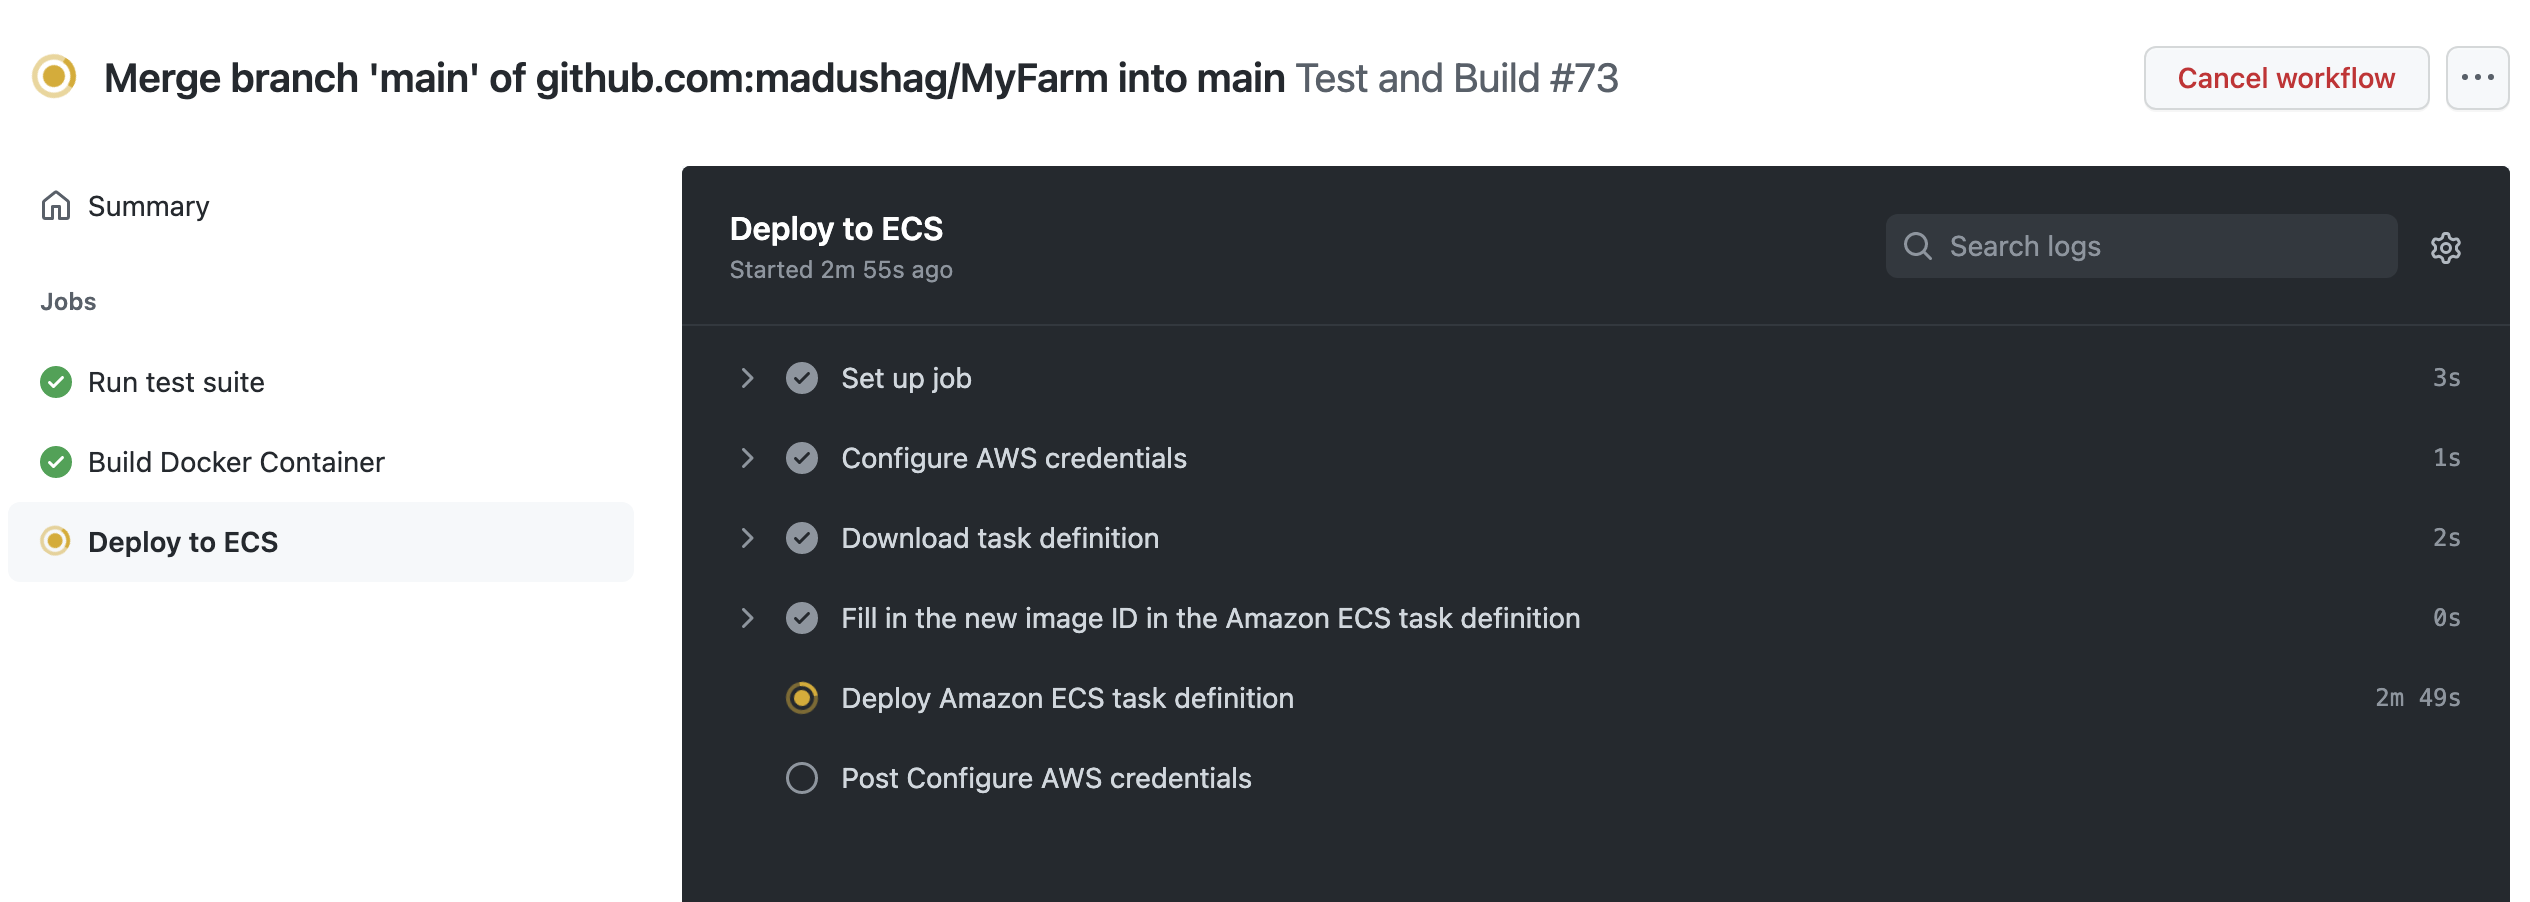 Merge branch 'main' of github.com:madushag/MyFarm into main Test and Build #73
Cancel workflow
Summary
Jobs
Run test suite
Build Docker Container
Deploy to ECS
Deploy to ECS
Started 2m 55s ago
Search logs
Set up job 3s
Configure AWS credentials 1s
Download task definition 2s
Fill in the new image ID in the Amazon ECS task definition 0s
Deploy Amazon ECS task definition 2m 49s
Post Configure AWS credentials